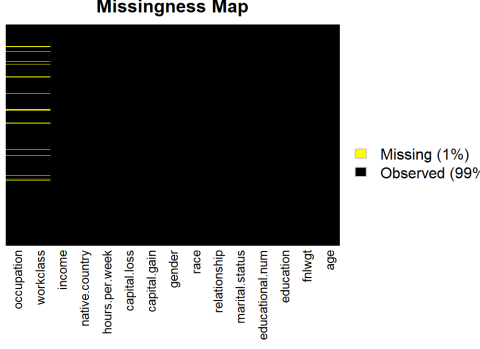 Missingness Map
Missing (1%)
Observed (99%
occupation
workclass
income
native.country
hours.per.week
capital.loss
capital.gain
gender
race
relationship
marital.status
educational.num
education
fnlwgt
age